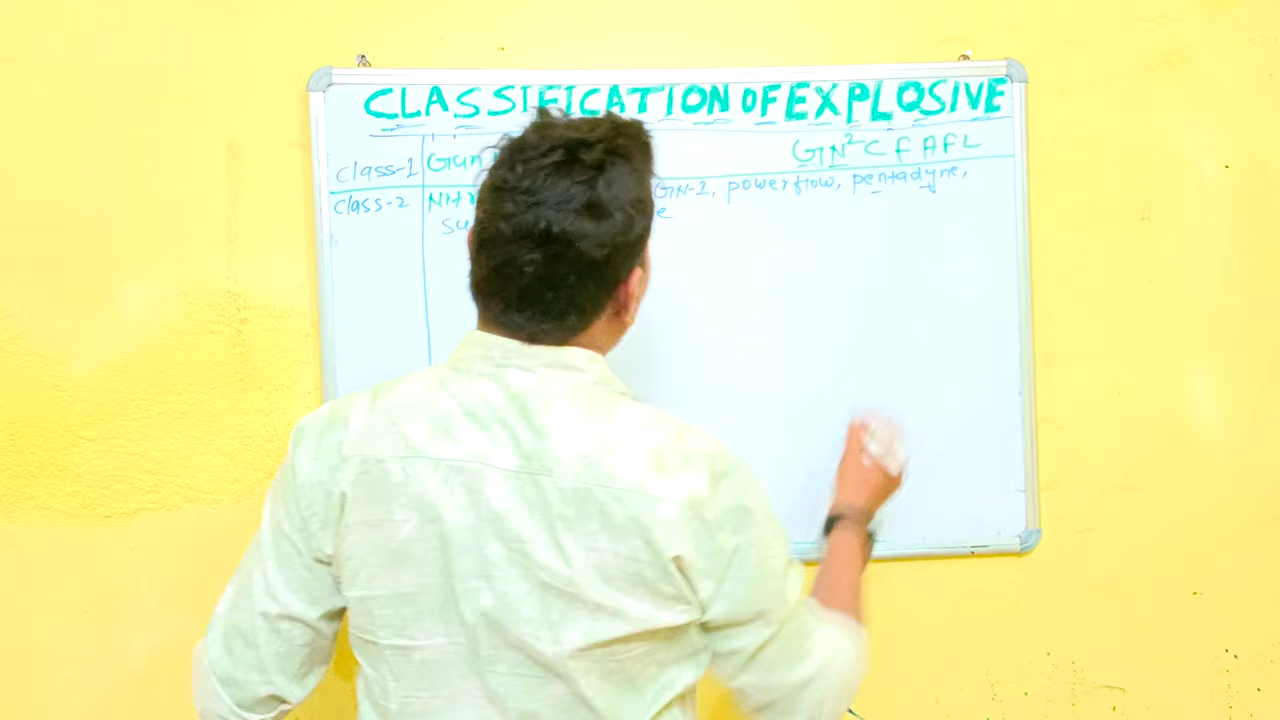 CLASSIFICATION OF EXPLOSIVE
GN²CFAFL
class-1 Gun
class-2 GN-1, powerflow, pentadyne,